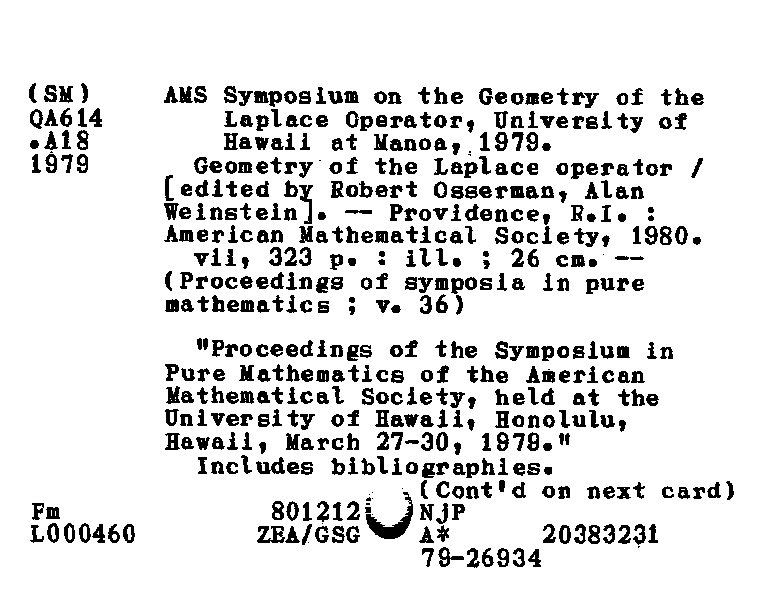 (SM) AMS Symposium on the Geometry of the
QA614 Laplace Operator, University of
.A18 Hawaii at Manoa, 1979.
1979 Geometry of the Laplace operator /
[edited by Robert Osserman, Alan
Weinstein]. -- Providence, R.I. :
American Mathematical Society, 1980.
vii, 323 p. : ill. ; 26 cm. --
(Proceedings of symposia in pure
mathematics ; v. 36)
"Proceedings of the Symposium in
Pure Mathematics of the American
Mathematical Society, held at the
University of Hawaii, Honolulu,
Hawaii, March 27-30, 1979."
Includes bibliographies.
(Cont'd on next card)
Fm 801212 NJP
L000460 ZEA/GSG A* 20383231
79-26934